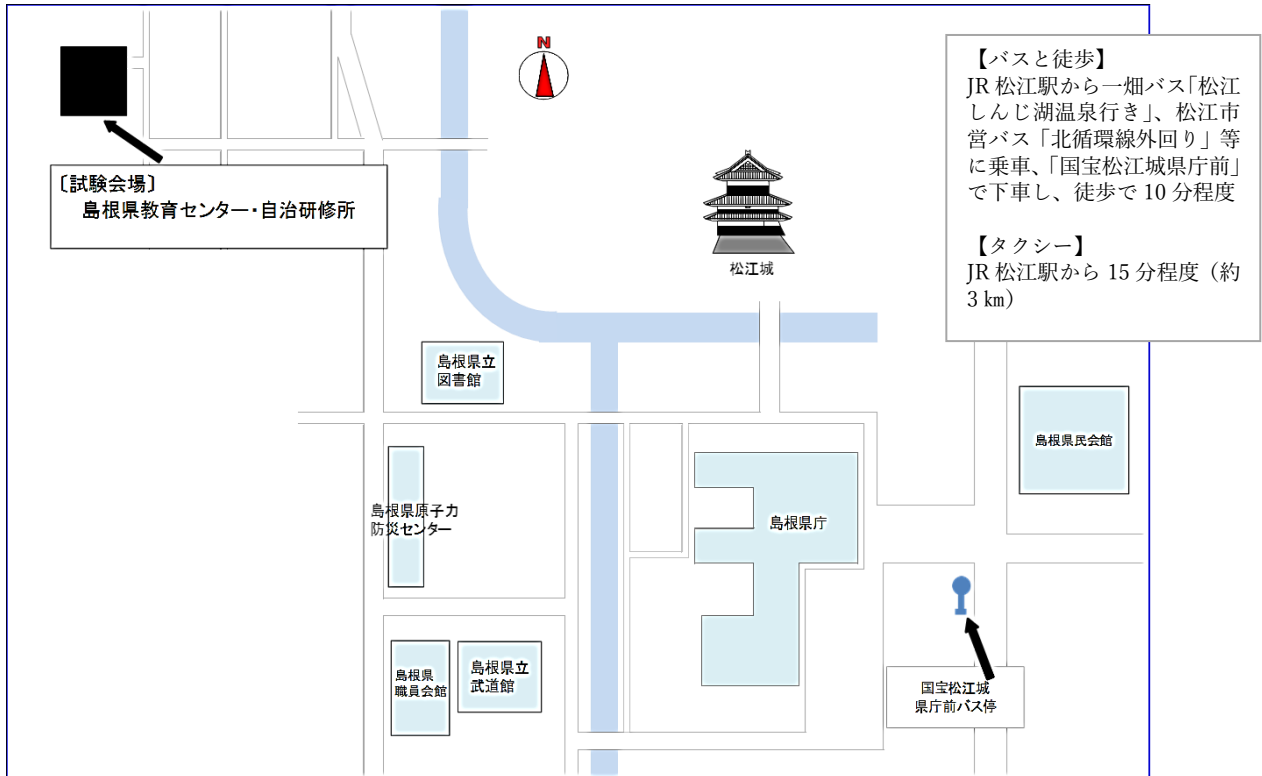 N
【バスと徒歩】
JR 松江駅から一畑バス「松江
しんじ湖温泉行き」、松江市
営バス「北循環線外回り」等
に乗車、「国宝松江城県庁前」
で下車し、徒歩で 10 分程度
【タクシー】
JR 松江駅から 15 分程度（約
3 ㎞）
〔試験会場〕
島根県教育センター・自治研修所
松江城
島根県立
図書館
島根県民会館
島根県原子力
防災センター
島根県庁
島根県
職員会館
島根県立
武道館
国宝松江城
県庁前バス停